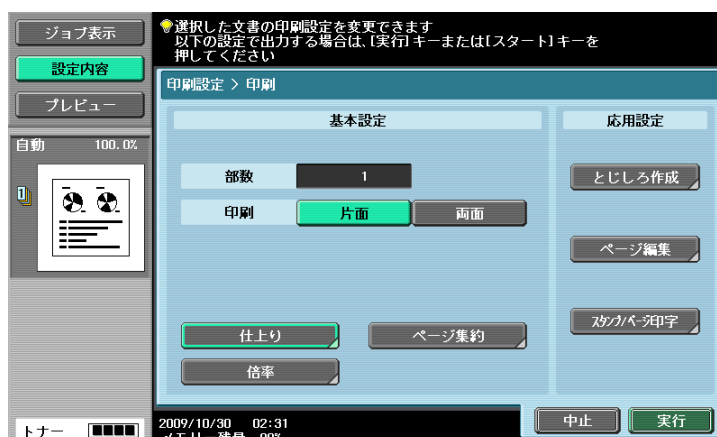 ジョブ表示
設定内容
プレビュー
自動 100.0%
トナー
選択した文書の印刷設定を変更できます
以下の設定で出力する場合は、[実行]キーまたは[スタート]キーを
押してください
印刷設定 > 印刷
基本設定
部数 1
印刷 片面 両面
仕上り ページ集約
倍率
応用設定
とじしろ作成
ページ編集
スタンプ/ページ印字
2009/10/30 02:31
メモリー残量 99%
中止 実行